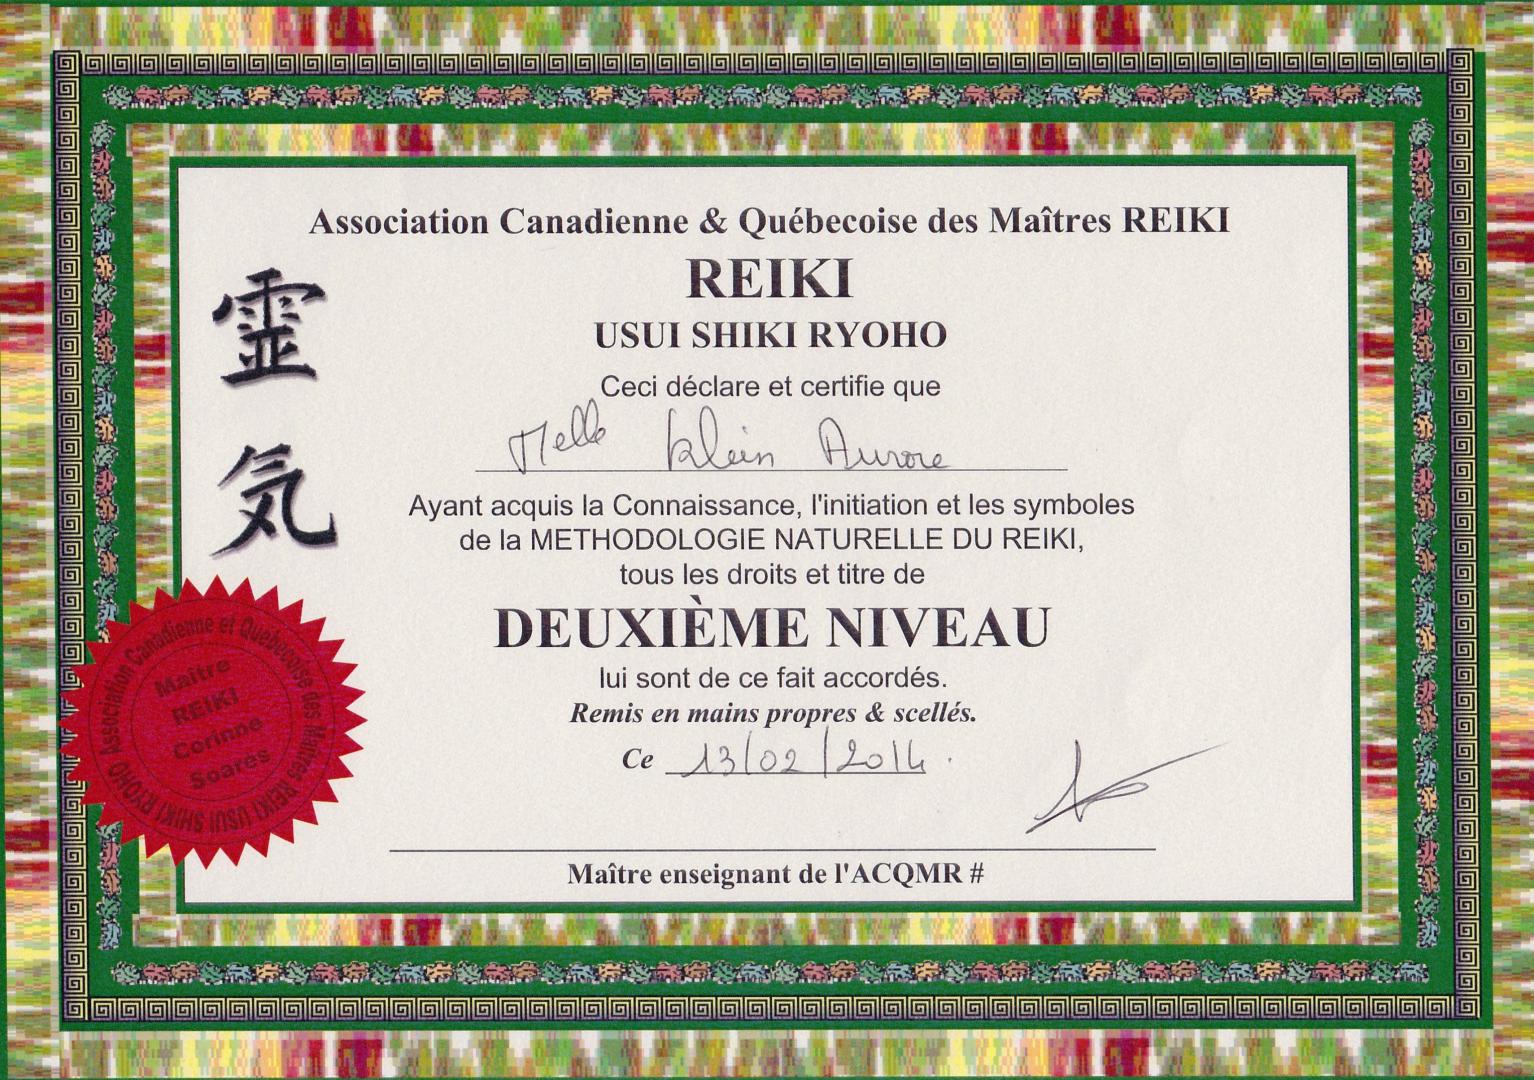 Association Canadienne & Québecoise des Maîtres REIKI
REIKI
USUI SHIKI RYOHO
霊
気
Ceci déclare et certifie que
Melle Klein Aurore
Ayant acquis la Connaissance, l'initiation et les symboles
de la METHODOLOGIE NATURELLE DU REIKI,
tous les droits et titre de
DEUXIÈME NIVEAU
lui sont de ce fait accordés.
Remis en mains propres & scellés.
Ce 13/02/2014
Maître enseignant de l'ACQMR #
Association Canadienne et Québecoise des Maîtres REIKI USUI SHIKI RYOHO
Maître
REIKI
Corinne
Soares